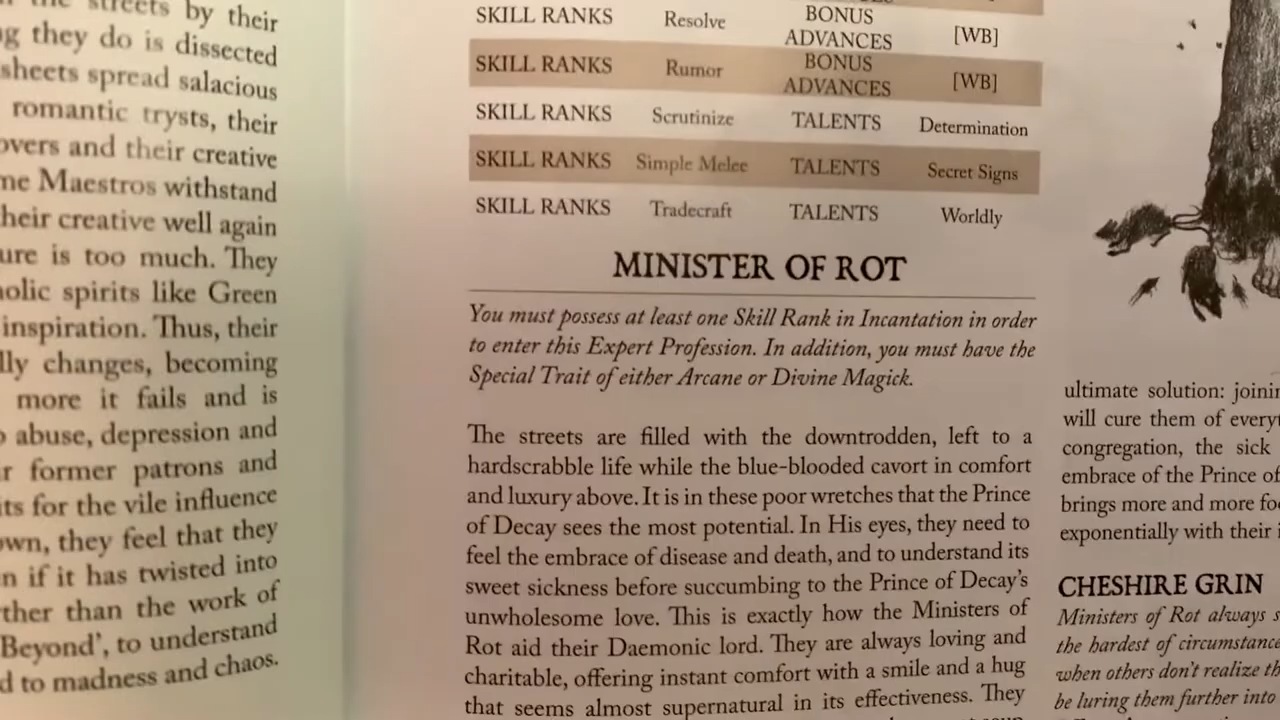 the streets by their
they do is dissected
sheets spread salacious
romantic trysts, their
overs and their creative
me Maestros withstand
heir creative well again
ure is too much. They
holic spirits like Green
inspiration. Thus, their
lly changes, becoming
more it fails and is
abuse, depression and
r former patrons and
its for the vile influence
own, they feel that they
n if it has twisted into
ther than the work of
Beyond', to understand
d to madness and chaos.
SKILL RANKS Resolve BONUS ADVANCES [WB]
SKILL RANKS Rumor BONUS ADVANCES [WB]
SKILL RANKS Scrutinize TALENTS Determination
SKILL RANKS Simple Melee TALENTS Secret Signs
SKILL RANKS Tradecraft TALENTS Worldly
MINISTER OF ROT
You must possess at least one Skill Rank in Incantation in order
to enter this Expert Profession. In addition, you must have the
Special Trait of either Arcane or Divine Magick.
The streets are filled with the downtrodden, left to a
hardscrabble life while the blue-blooded cavort in comfort
and luxury above. It is in these poor wretches that the Prince
of Decay sees the most potential. In His eyes, they need to
feel the embrace of disease and death, and to understand its
sweet sickness before succumbing to the Prince of Decay's
unwholesome love. This is exactly how the Ministers of
Rot aid their Daemonic lord. They are always loving and
charitable, offering instant comfort with a smile and a hug
that seems almost supernatural in its effectiveness. They
ultimate solution: joinin
will cure them of everyt
congregation, the sick
embrace of the Prince of
brings more and more fo
exponentially with their i
CHESHIRE GRIN
Ministers of Rot always s
the hardest of circumstance
when others don't realize th
be luring them further into